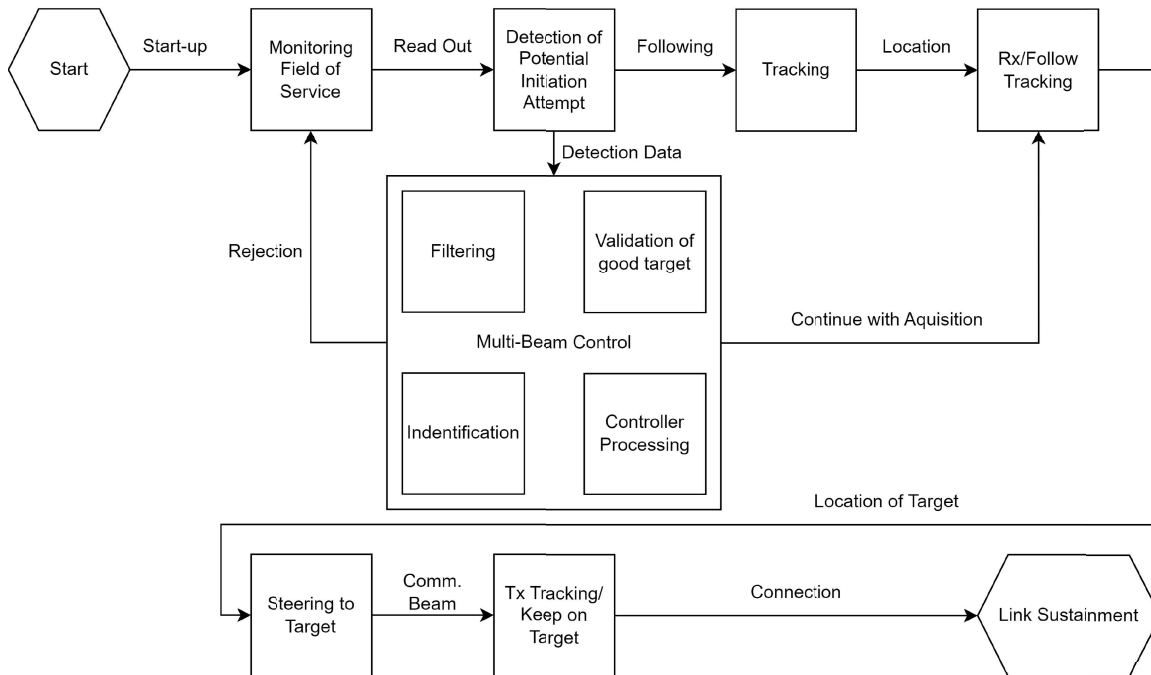 Start
Start-up
Monitoring
Field of
Service
Read Out
Detection of
Potential
Initiation
Attempt
Following
Tracking
Location
Rx/Follow
Tracking
Detection Data
Rejection
Filtering
Validation of
good target
Multi-Beam Control
Continue with Aquisition
Indentification
Controller
Processing
Location of Target
Steering to
Target
Comm.
Beam
Tx Tracking/
Keep on
Target
Connection
Link Sustainment